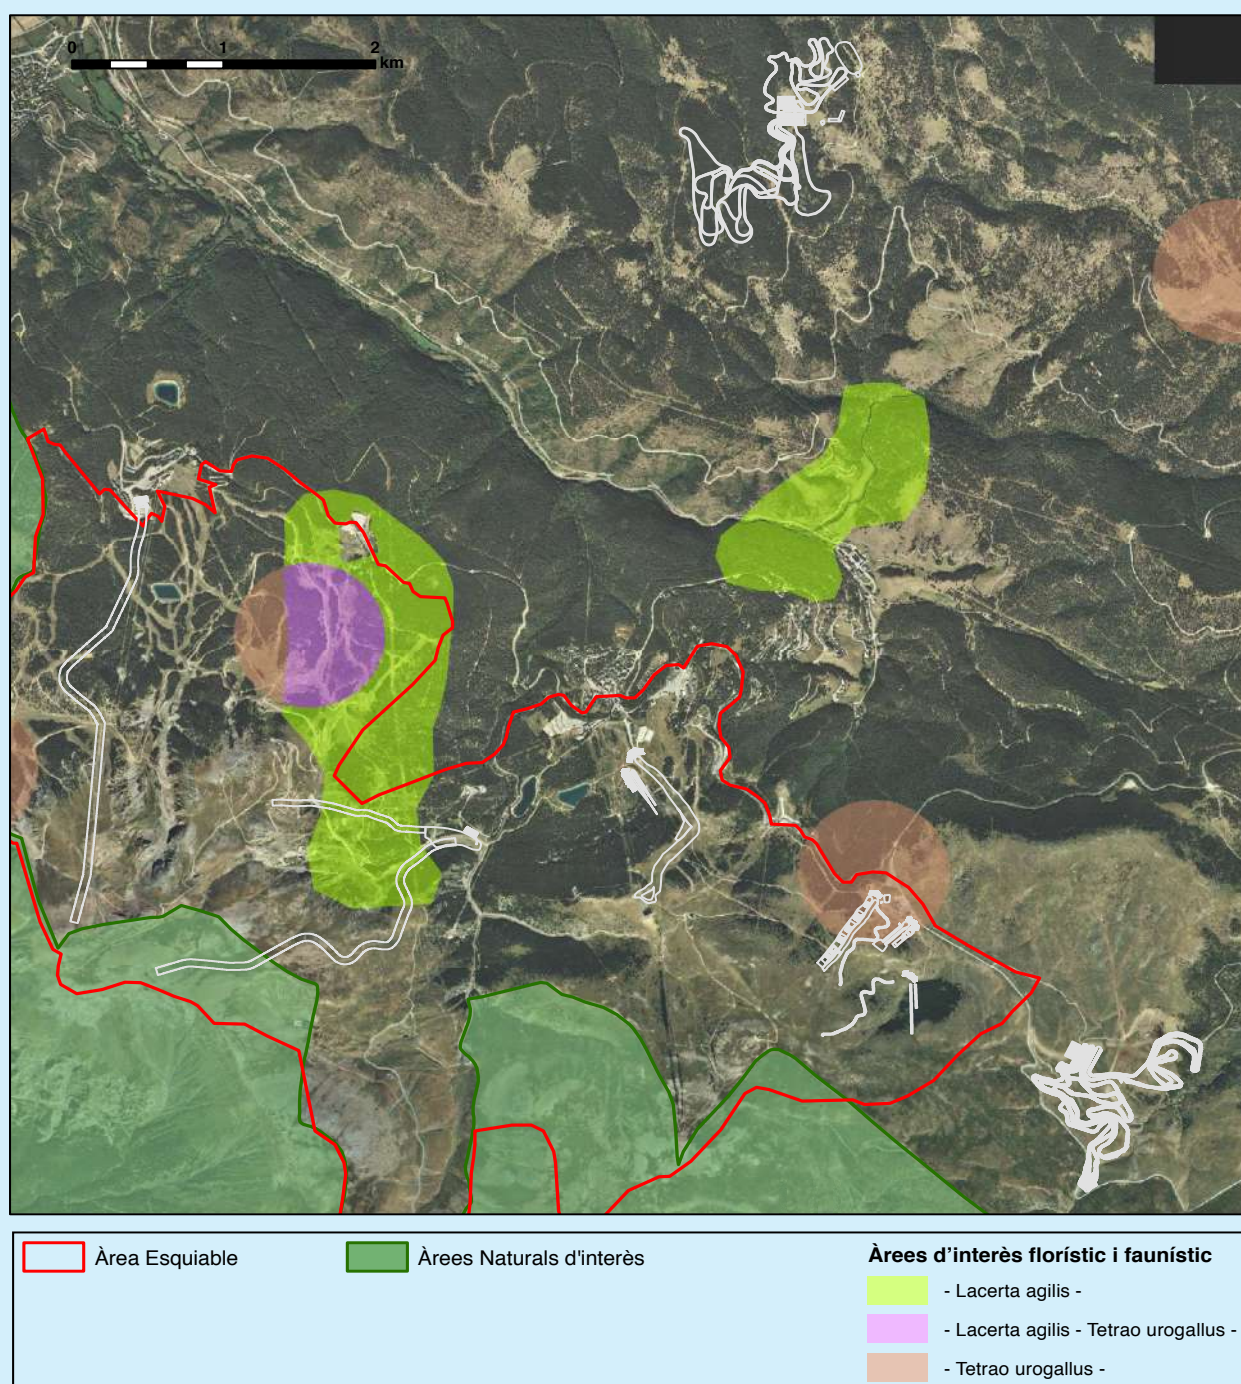 0 1 2
km
Àrea Esquiable
Àrees Naturals d'interès
Àrees d'interès florístic i faunístic
- Lacerta agilis -
- Lacerta agilis - Tetrao urogallus -
- Tetrao urogallus -